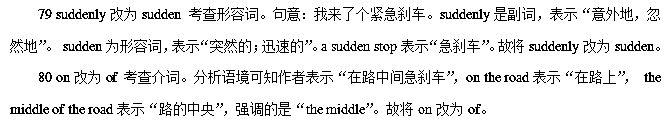 79 suddenly 改为 sudden 考查形容词。句意：我来了个紧急刹车。suddenly 是副词，表示“意外地，忽
然地”。 sudden 为形容词，表示“突然的；迅速的”。a sudden stop 表示“急刹车”。故将 suddenly 改为 sudden。
80 on 改为 of 考查介词。分析语境可知作者表示“在路中间急刹车”，on the road 表示“在路上”， the
middle of the road 表示“路的中央”，强调的是“the middle”。故将 on 改为 of。